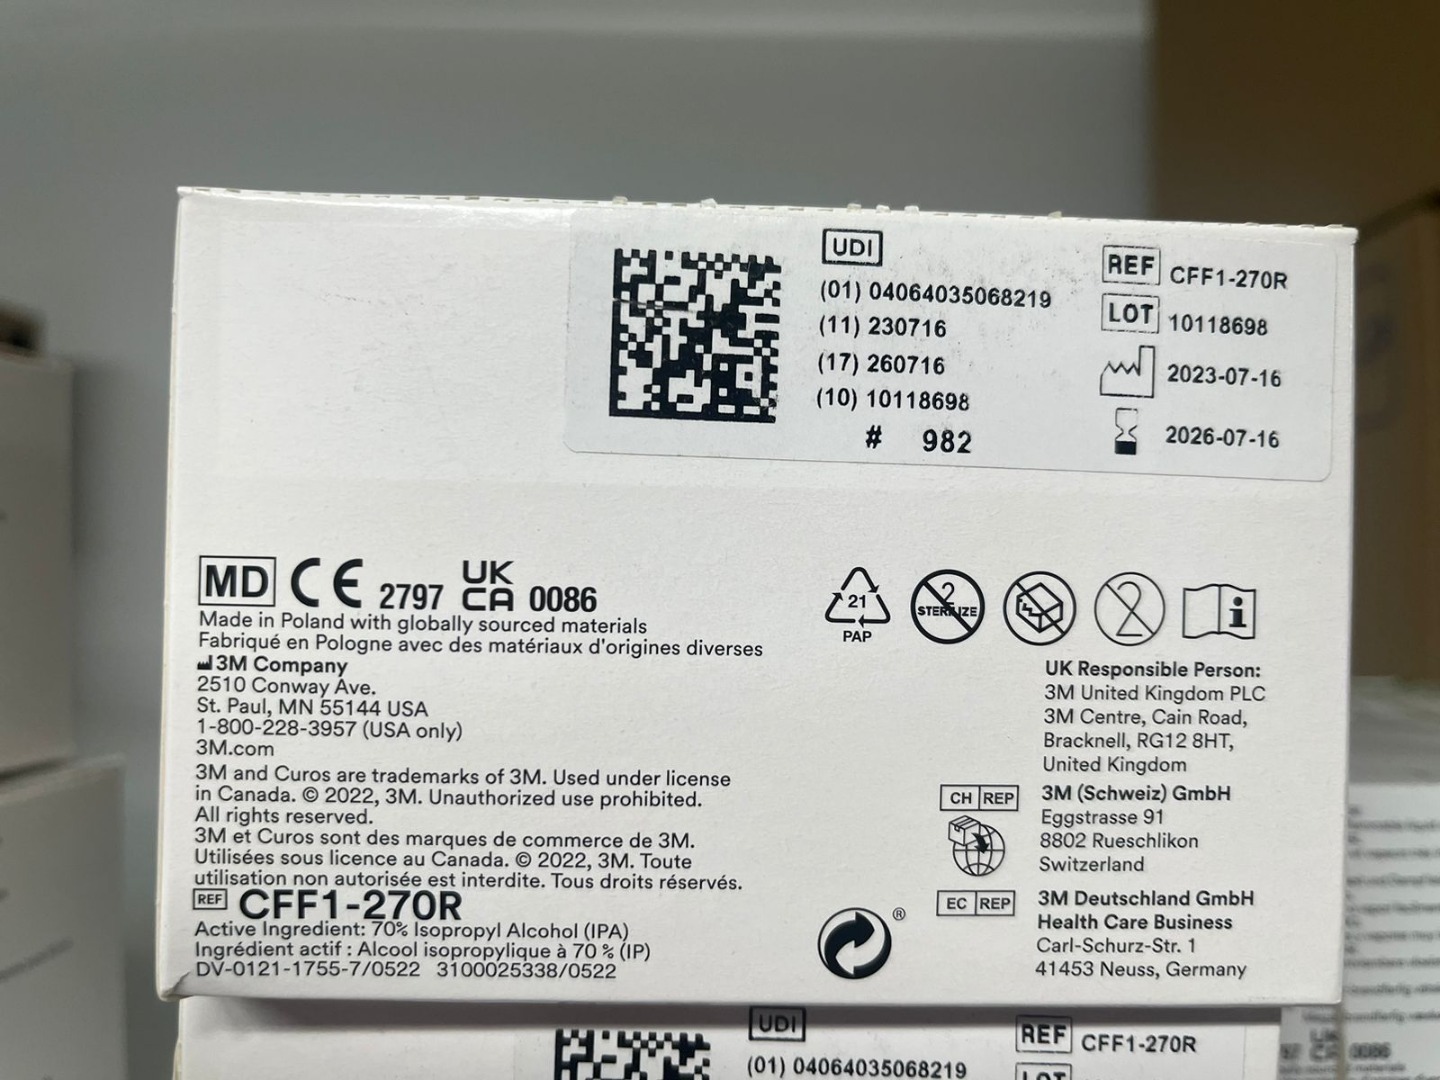 UDI
(01) 04064035068219
(11) 230716
(17) 260716
(10) 10118698
# 982
REF CFF1-270R
LOT 10118698
2023-07-16
2026-07-16
MD CE 2797 UK CA 0086
Made in Poland with globally sourced materials
Fabriqué en Pologne avec des matériaux d'origines diverses
3M Company
2510 Conway Ave.
St. Paul, MN 55144 USA
1-800-228-3957 (USA only)
3M.com
3M and Curos are trademarks of 3M. Used under license
in Canada. © 2022, 3M. Unauthorized use prohibited.
All rights reserved.
3M et Curos sont des marques de commerce de 3M.
Utilisées sous licence au Canada. © 2022, 3M. Toute
utilisation non autorisée est interdite. Tous droits réservés.
REF CFF1-270R
Active Ingredient: 70% Isopropyl Alcohol (IPA)
Ingrédient actif : Alcool isopropylique à 70 % (IP)
DV-0121-1755-7/0522 3100025338/0522
21
PAP
2
STERILIZE
2
i
UK Responsible Person:
3M United Kingdom PLC
3M Centre, Cain Road,
Bracknell, RG12 8HT,
United Kingdom
CH REP 3M (Schweiz) GmbH
Eggstrasse 91
8802 Rueschlikon
Switzerland
EC REP 3M Deutschland GmbH
Health Care Business
Carl-Schurz-Str. 1
41453 Neuss, Germany
®
UDI
(01) 04064035068219
REF CFF1-270R
LOT